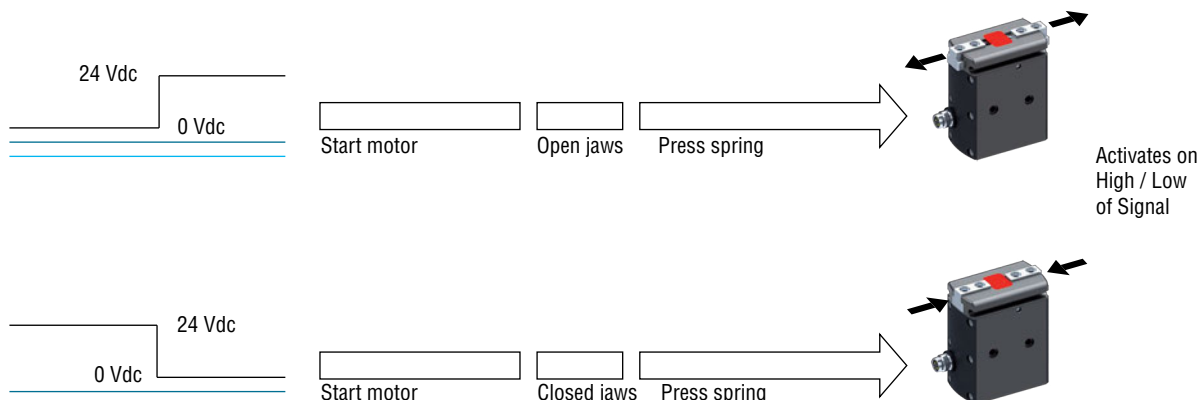 24 Vdc
0 Vdc
Start motor
Open jaws
Press spring
Activates on
High / Low
of Signal
24 Vdc
0 Vdc
Start motor
Closed jaws
Press spring